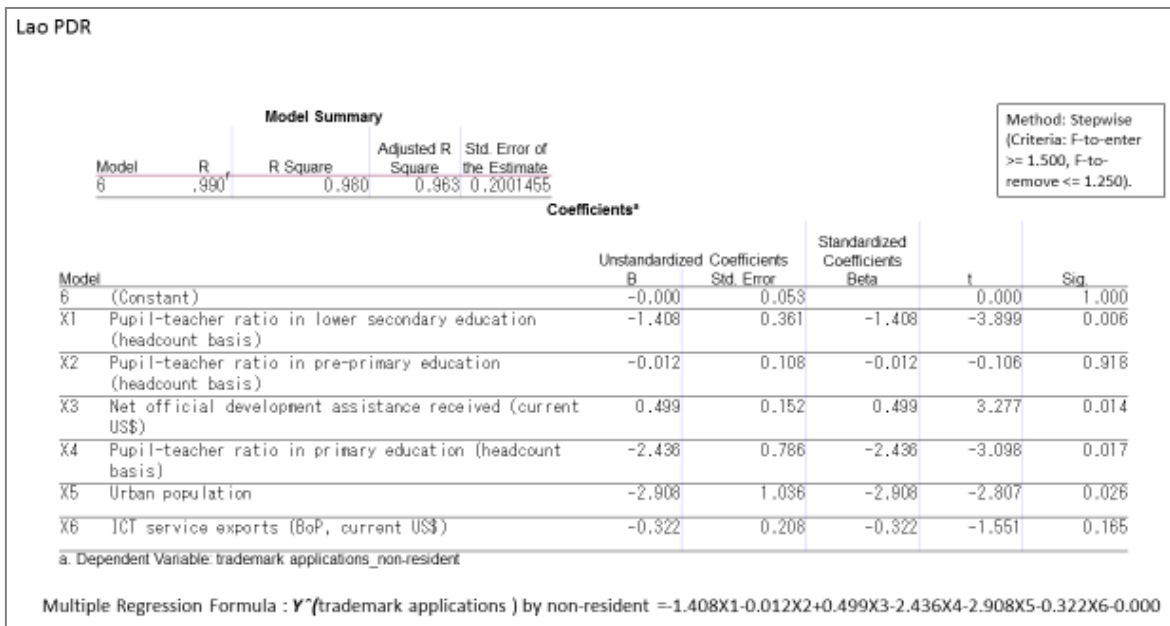 Lao PDR
Model Summary
Method: Stepwise
(Criteria: F-to-enter
>= 1.500, F-to-
remove <= 1.250).
Model R R Square Adjusted R Square Std. Error of the Estimate
6 .990f 0.980 0.963 0.2001455
Coefficientsa
Unstandardized Coefficients Standardized Coefficients
Model B Std. Error Beta t Sig.
6 (Constant) -0.000 0.053 0.000 1.000
X1 Pupil-teacher ratio in lower secondary education -1.408 0.361 -1.408 -3.899 0.006
(headcount basis)
X2 Pupil-teacher ratio in pre-primary education -0.012 0.108 -0.012 -0.106 0.918
(headcount basis)
X3 Net official development assistance received (current 0.499 0.152 0.499 3.277 0.014
US$)
X4 Pupil-teacher ratio in primary education (headcount -2.436 0.786 -2.436 -3.098 0.017
basis)
X5 Urban population -2.908 1.036 -2.908 -2.807 0.026
X6 ICT service exports (BoP, current US$) -0.322 0.208 -0.322 -1.551 0.165
a. Dependent Variable: trademark applications_non-resident
Multiple Regression Formula : Y^(trademark applications ) by non-resident =-1.408X1-0.012X2+0.499X3-2.436X4-2.908X5-0.322X6-0.000